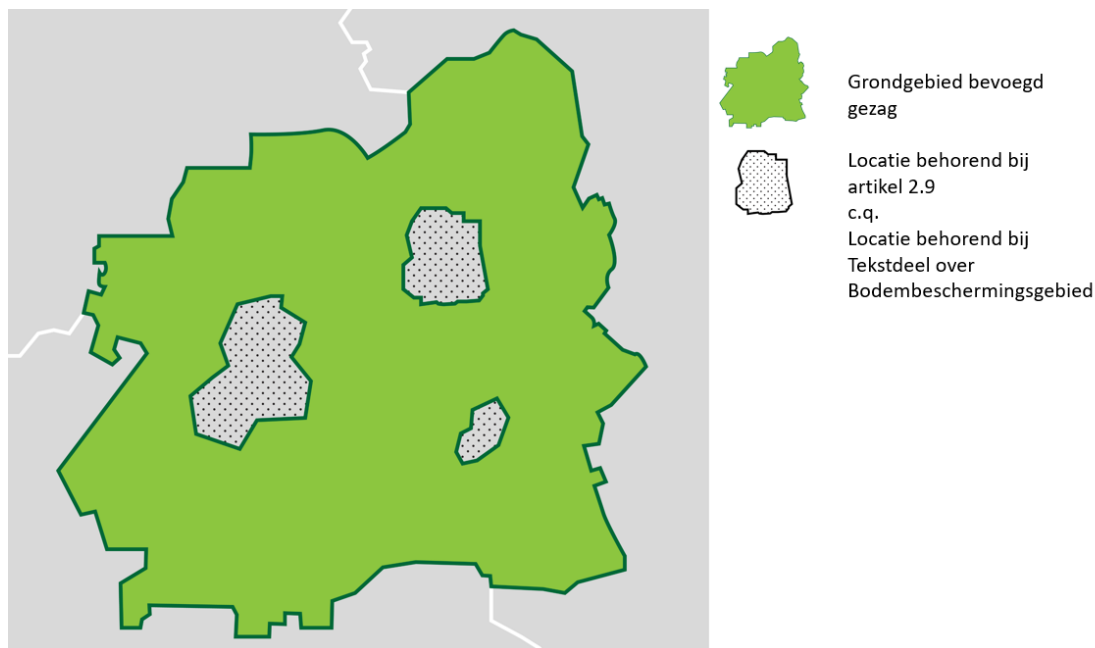 Grondgebied bevoegd
gezag
Locatie behorend bij
artikel 2.9
c.q.
Locatie behorend bij
Tekstdeel over
Bodembeschermingsgebied